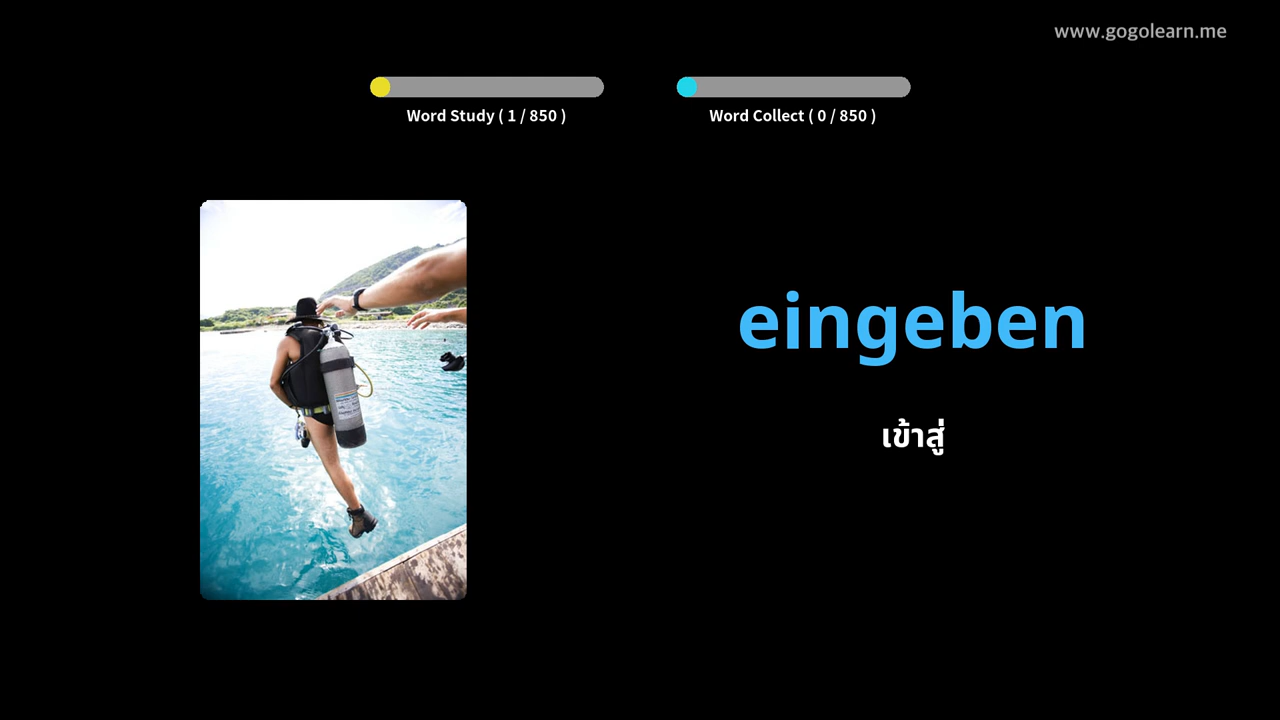 www.gogolearn.me
Word Study ( 1 / 850 )
Word Collect ( 0 / 850 )
eingeben
เข้าสู่